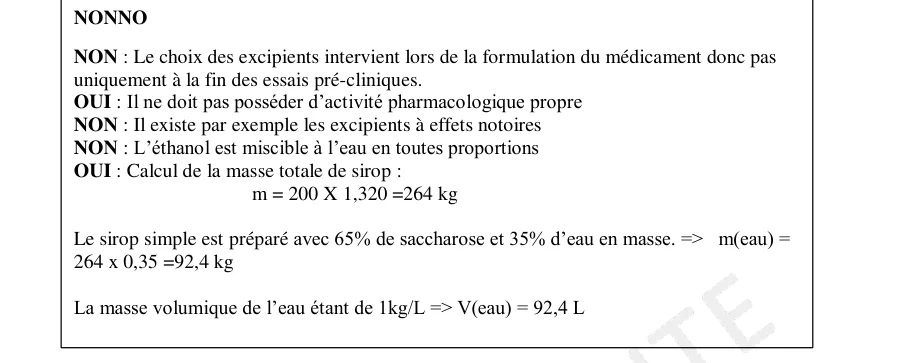 NONNO
NON : Le choix des excipients intervient lors de la formulation du médicament donc pas
uniquement à la fin des essais pré-cliniques.
OUI : Il ne doit pas posséder d'activité pharmacologique propre
NON : Il existe par exemple les excipients à effets notoires
NON : L'éthanol est miscible à l'eau en toutes proportions
OUI : Calcul de la masse totale de sirop :
m = 200 X 1,320 =264 kg
Le sirop simple est préparé avec 65% de saccharose et 35% d'eau en masse. => m(eau) =
264 x 0,35 =92,4 kg
La masse volumique de l'eau étant de 1kg/L => V(eau) = 92,4 L